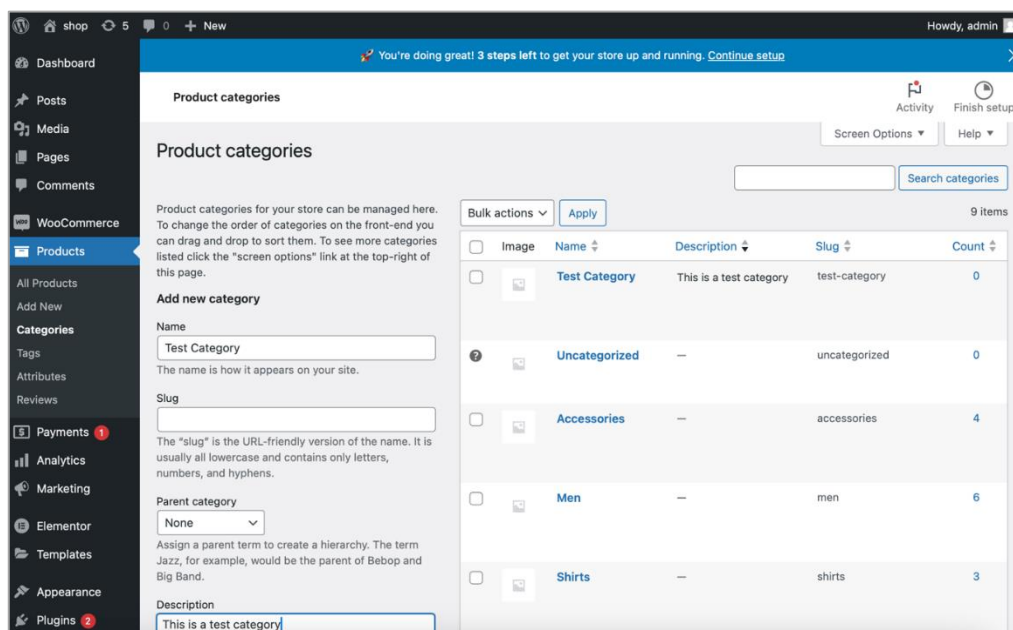 shop 5 0 + New Howdy, admin
🚀 You're doing great! 3 steps left to get your store up and running. Continue setup
Dashboard
Posts
Media
Pages
Comments
WooCommerce
Products
All Products
Add New
Categories
Tags
Attributes
Reviews
Payments 1
Analytics
Marketing
Elementor
Templates
Appearance
Plugins 2
Product categories
Activity Finish setup
Screen Options ▼ Help ▼
Product categories
Search categories
Product categories for your store can be managed here.
To change the order of categories on the front-end you
can drag and drop to sort them. To see more categories
listed click the "screen options" link at the top-right of
this page.
Add new category
Name
Test Category
The name is how it appears on your site.
Slug
The "slug" is the URL-friendly version of the name. It is
usually all lowercase and contains only letters,
numbers, and hyphens.
Parent category
None
Assign a parent term to create a hierarchy. The term
Jazz, for example, would be the parent of Bebop and
Big Band.
Description
This is a test category
Bulk actions Apply 9 items
Image Name Description Slug Count
Test Category This is a test category test-category 0
Uncategorized — uncategorized 0
Accessories — accessories 4
Men — men 6
Shirts — shirts 3